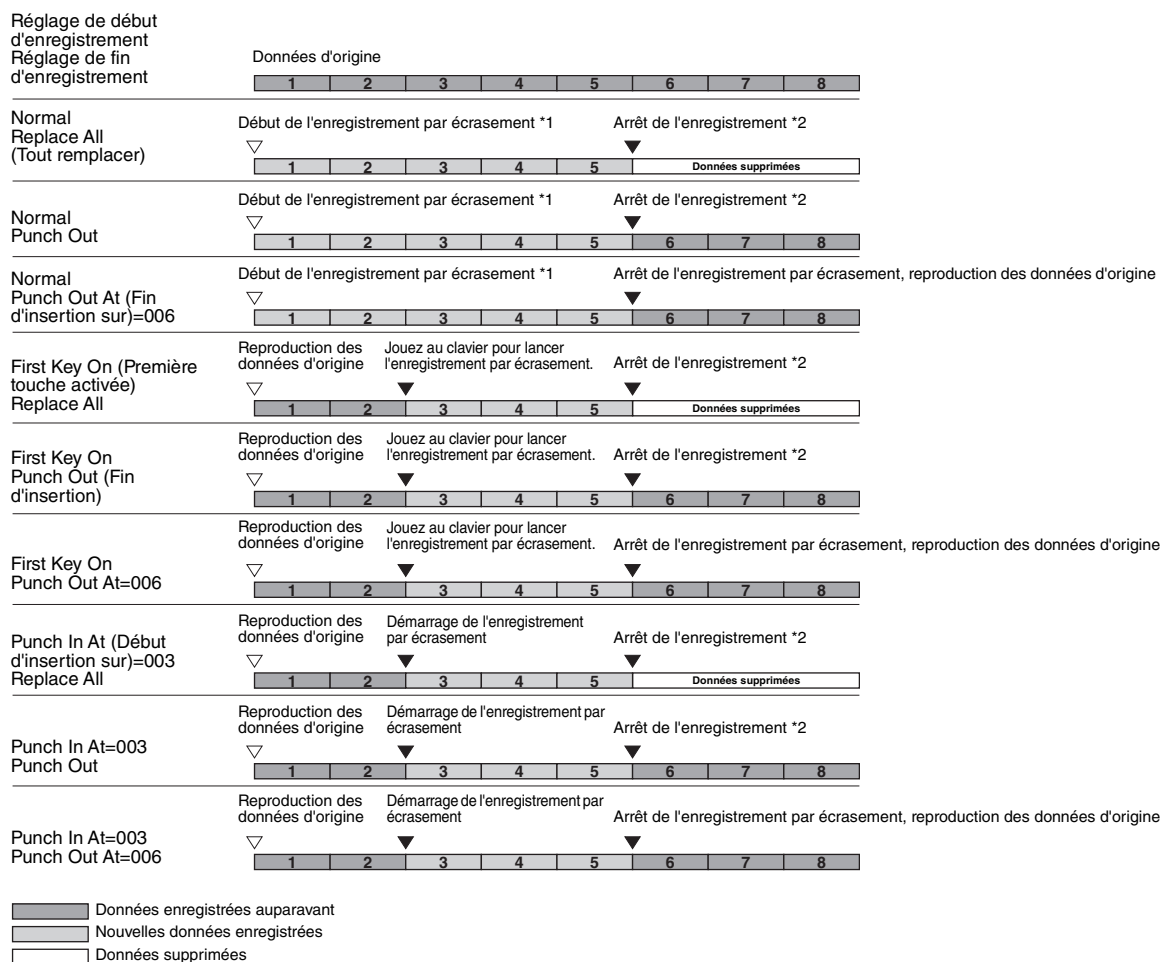 Réglage de début
d'enregistrement
Réglage de fin
d'enregistrement
Données d'origine
1 2 3 4 5 6 7 8
Normal
Replace All
(Tout remplacer)
Début de l'enregistrement par écrasement *1
Arrêt de l'enregistrement *2
1 2 3 4 5 Données supprimées
Normal
Punch Out
Début de l'enregistrement par écrasement *1
Arrêt de l'enregistrement *2
1 2 3 4 5 6 7 8
Normal
Punch Out At (Fin
d'insertion sur)=006
Début de l'enregistrement par écrasement *1
Arrêt de l'enregistrement par écrasement, reproduction des données d'origine
1 2 3 4 5 6 7 8
First Key On (Première
touche activée)
Replace All
Reproduction des
données d'origine
Jouez au clavier pour lancer
l'enregistrement par écrasement.
Arrêt de l'enregistrement *2
1 2 3 4 5 Données supprimées
First Key On
Punch Out (Fin
d'insertion)
Reproduction des
données d'origine
Jouez au clavier pour lancer
l'enregistrement par écrasement.
Arrêt de l'enregistrement *2
1 2 3 4 5 6 7 8
First Key On
Punch Out At=006
Reproduction des
données d'origine
Jouez au clavier pour lancer
l'enregistrement par écrasement.
Arrêt de l'enregistrement par écrasement, reproduction des données d'origine
1 2 3 4 5 6 7 8
Punch In At (Début
d'insertion sur)=003
Replace All
Reproduction des
données d'origine
Démarrage de l'enregistrement
par écrasement
Arrêt de l'enregistrement *2
1 2 3 4 5 Données supprimées
Punch In At=003
Punch Out
Reproduction des
données d'origine
Démarrage de l'enregistrement par
écrasement
Arrêt de l'enregistrement *2
1 2 3 4 5 6 7 8
Punch In At=003
Punch Out At=006
Reproduction des
données d'origine
Démarrage de l'enregistrement par
écrasement
Arrêt de l'enregistrement par écrasement, reproduction des données d'origine
1 2 3 4 5 6 7 8
Données enregistrées auparavant
Nouvelles données enregistrées
Données supprimées